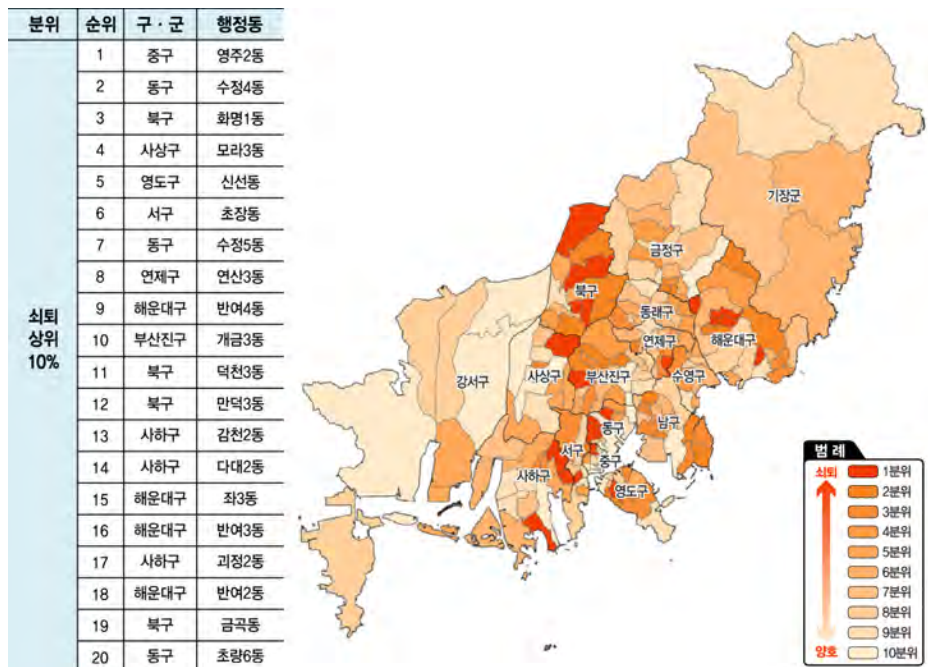 분위 순위 구·군 행정동
쇠퇴
상위
10%
1 중구 영주2동
2 동구 수정4동
3 북구 화명1동
4 사상구 모라3동
5 영도구 신선동
6 서구 초장동
7 동구 수정5동
8 연제구 연산3동
9 해운대구 반여4동
10 부산진구 개금3동
11 북구 덕천3동
12 북구 만덕3동
13 사하구 감천2동
14 사하구 다대2동
15 해운대구 좌3동
16 해운대구 반여3동
17 사하구 괴정2동
18 해운대구 반여2동
19 북구 금곡동
20 동구 초량6동
기장군
금정구
북구
동래구
연제구
해운대구
강서구
사상구
부산진구
수영구
동구
남구
서구
중구
사하구
영도구
범 례
쇠퇴
양호
1분위
2분위
3분위
4분위
5분위
6분위
7분위
8분위
9분위
10분위